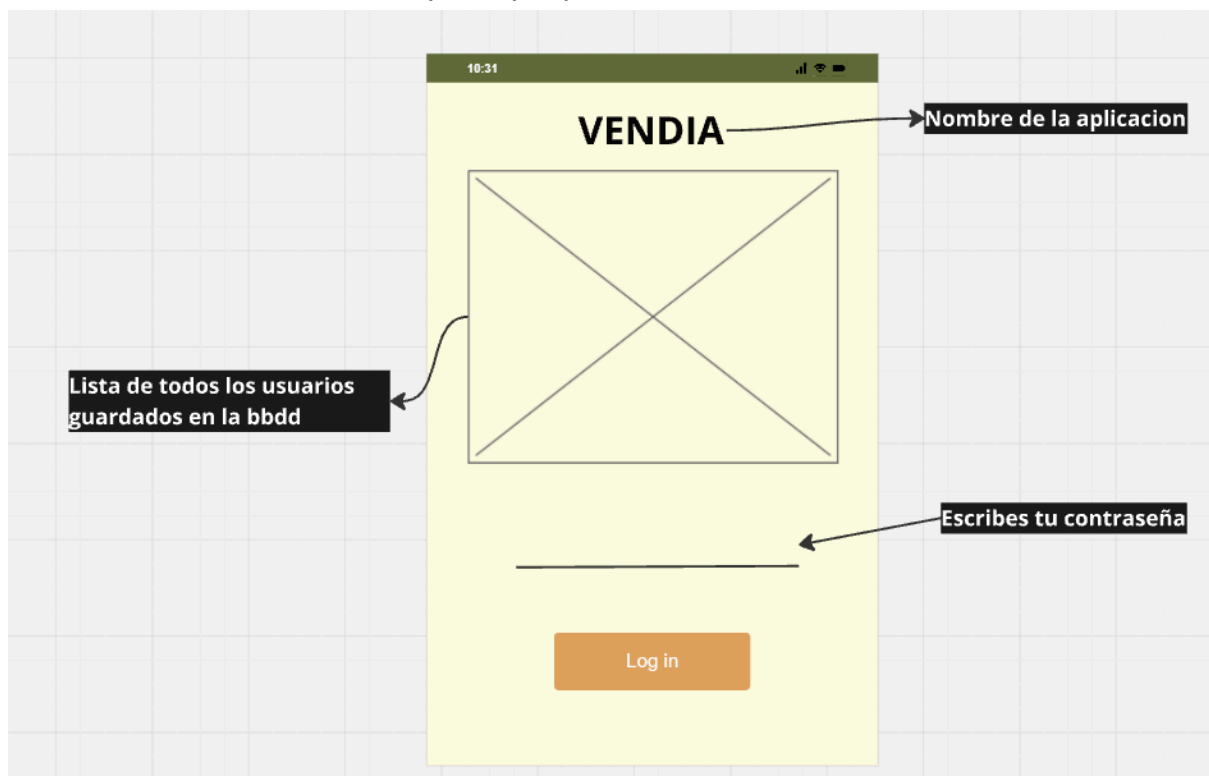 10:31
VENDIA
Nombre de la aplicacion
Lista de todos los usuarios
guardados en la bbdd
Escribes tu contraseña
Log in